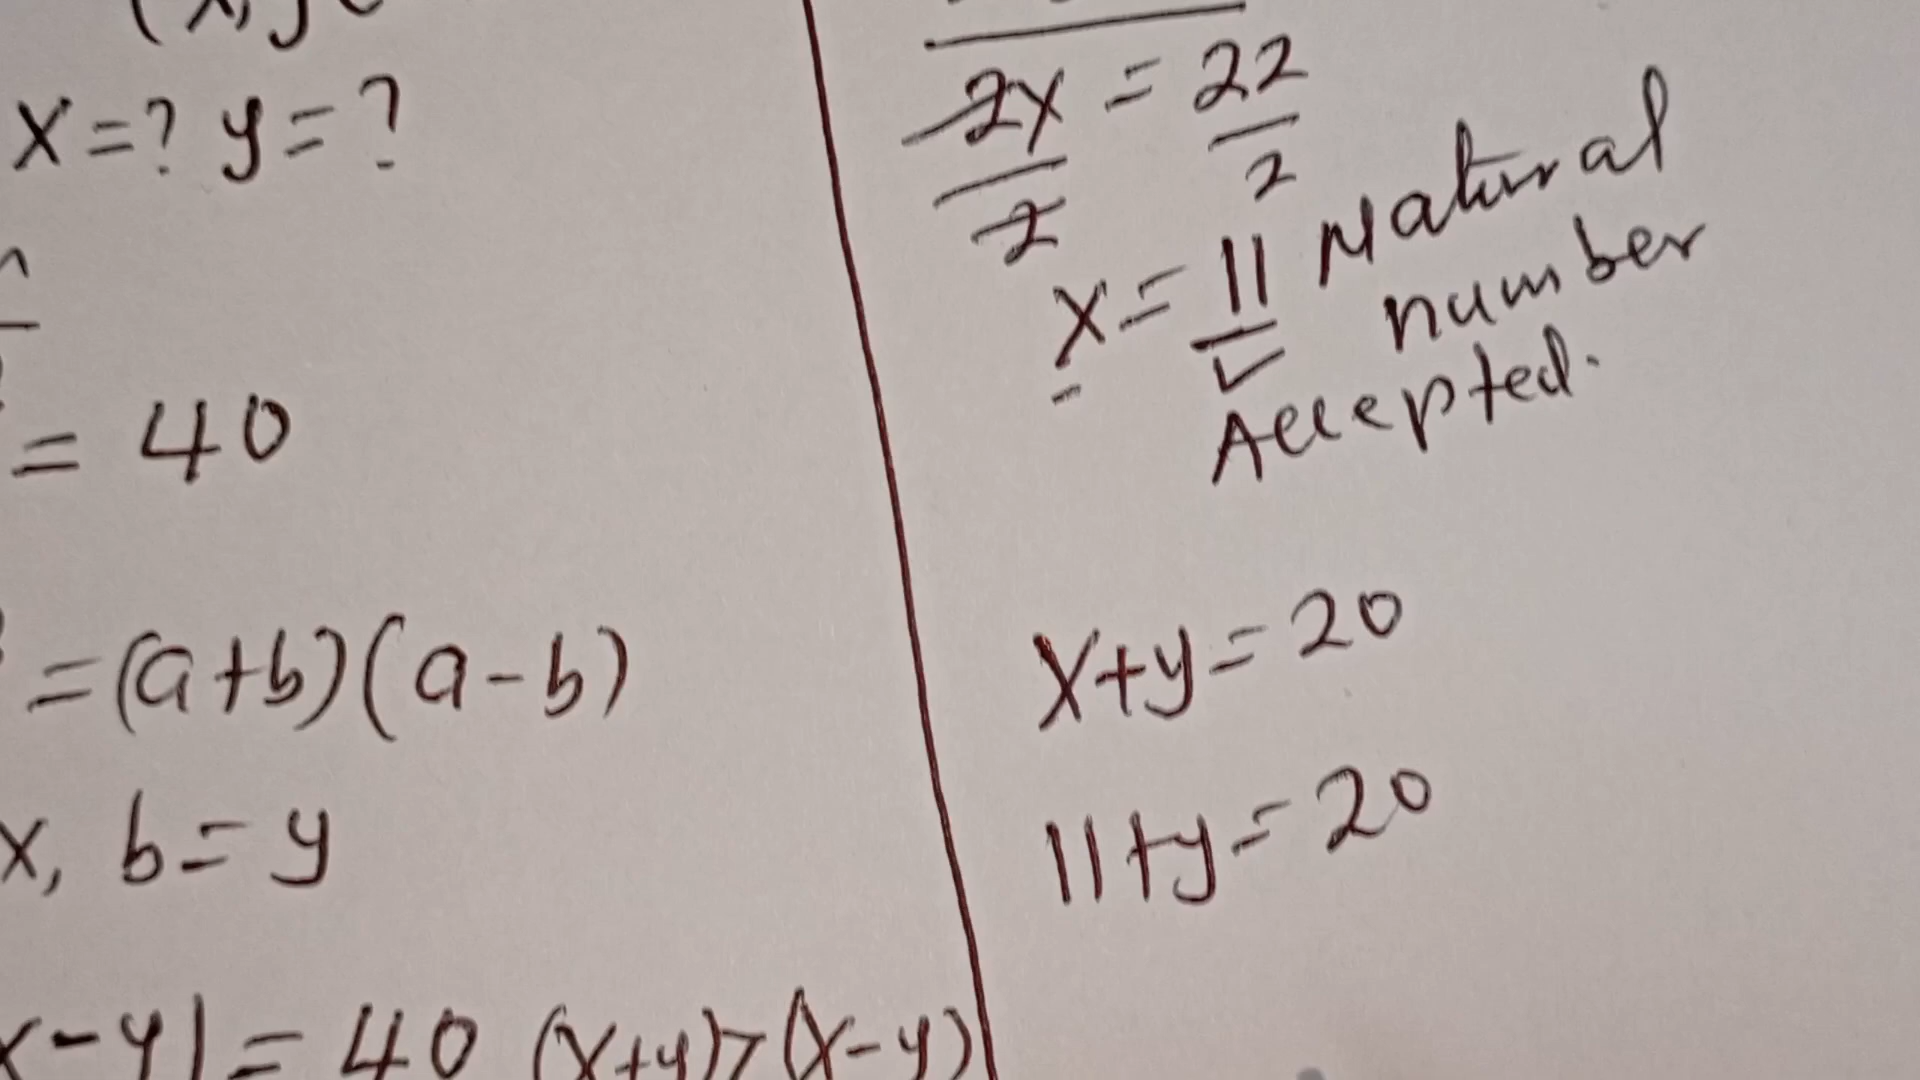 x=? y=?
= 40
=(a+b)(a-b)
x, b=y
x-y)= 40 (x+y)>(x-y)
2x = 22
2 2
x= 11 Natural
number
Accepted.
x+y= 20
11+y= 20